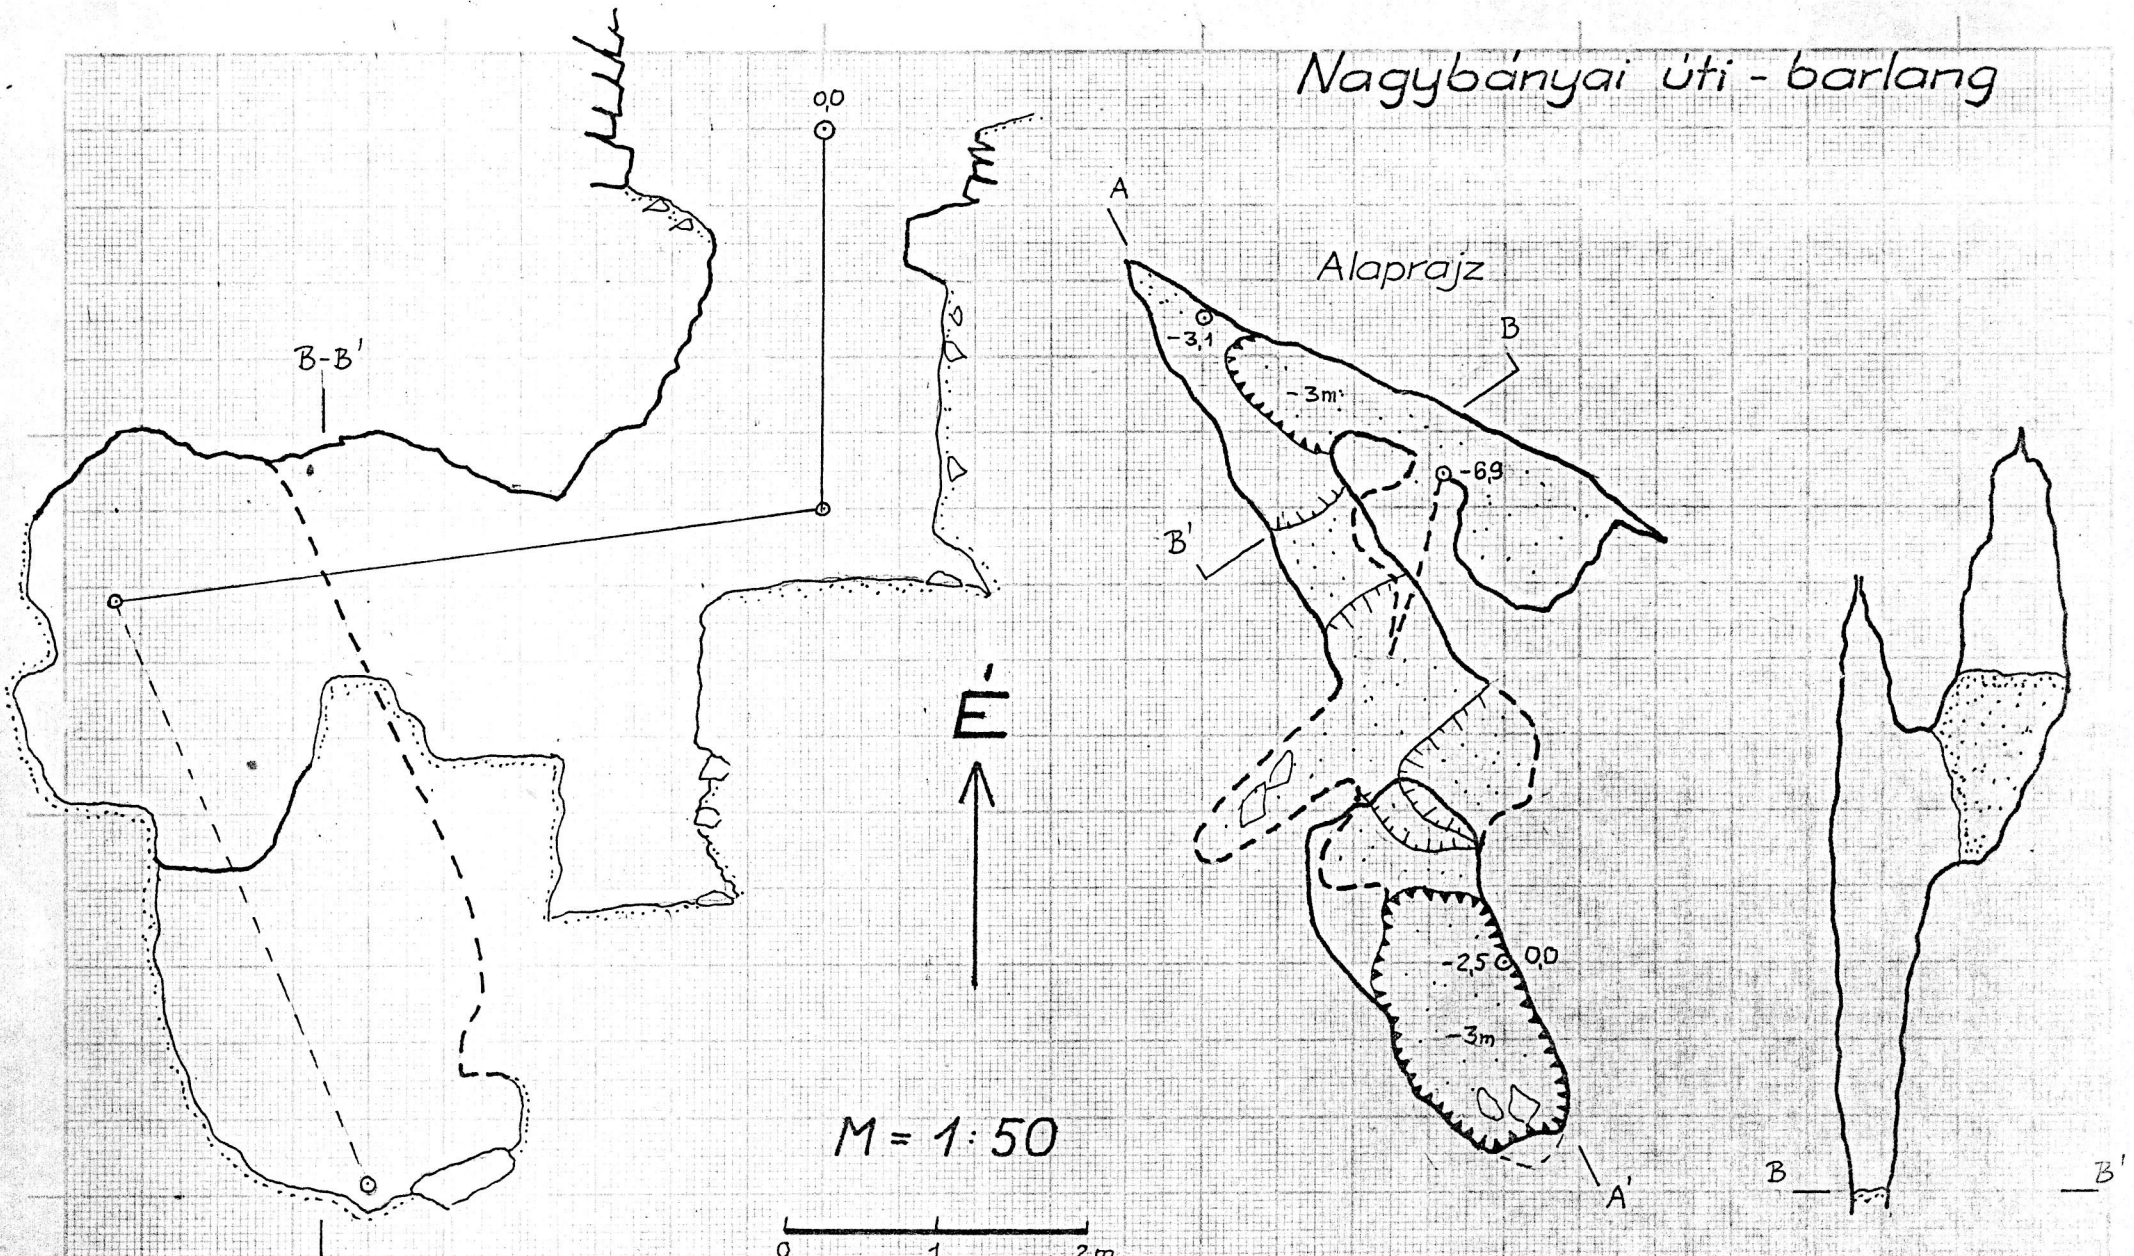 Nagybányai úti - barlang
0,0
A
Alaprajz
B
-3,1
B-B'
-3m
-6,9
B'
É
-2,5 0,0
-3m
M = 1:50
B B'
A'
0 1 2 m